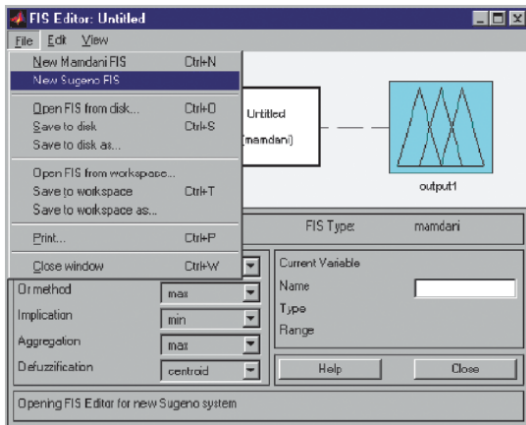 FIS Editor: Untitled
File Edit View
New Mamdani FIS Ctrl+N
New Sugeno FIS
Open FIS from disk... Ctrl+O
Save to disk Ctrl+S
Save to disk as...
Open FIS from workspace...
Save to workspace Ctrl+T
Save to workspace as...
Print... Ctrl+P
Close window Ctrl+W
Untitled
(mamdani)
output1
FIS Type: mamdani
Or method max
Implication min
Aggregation max
Defuzzification centroid
Current Variable
Name
Type
Range
Help Close
Opening FIS Editor for new Sugeno system